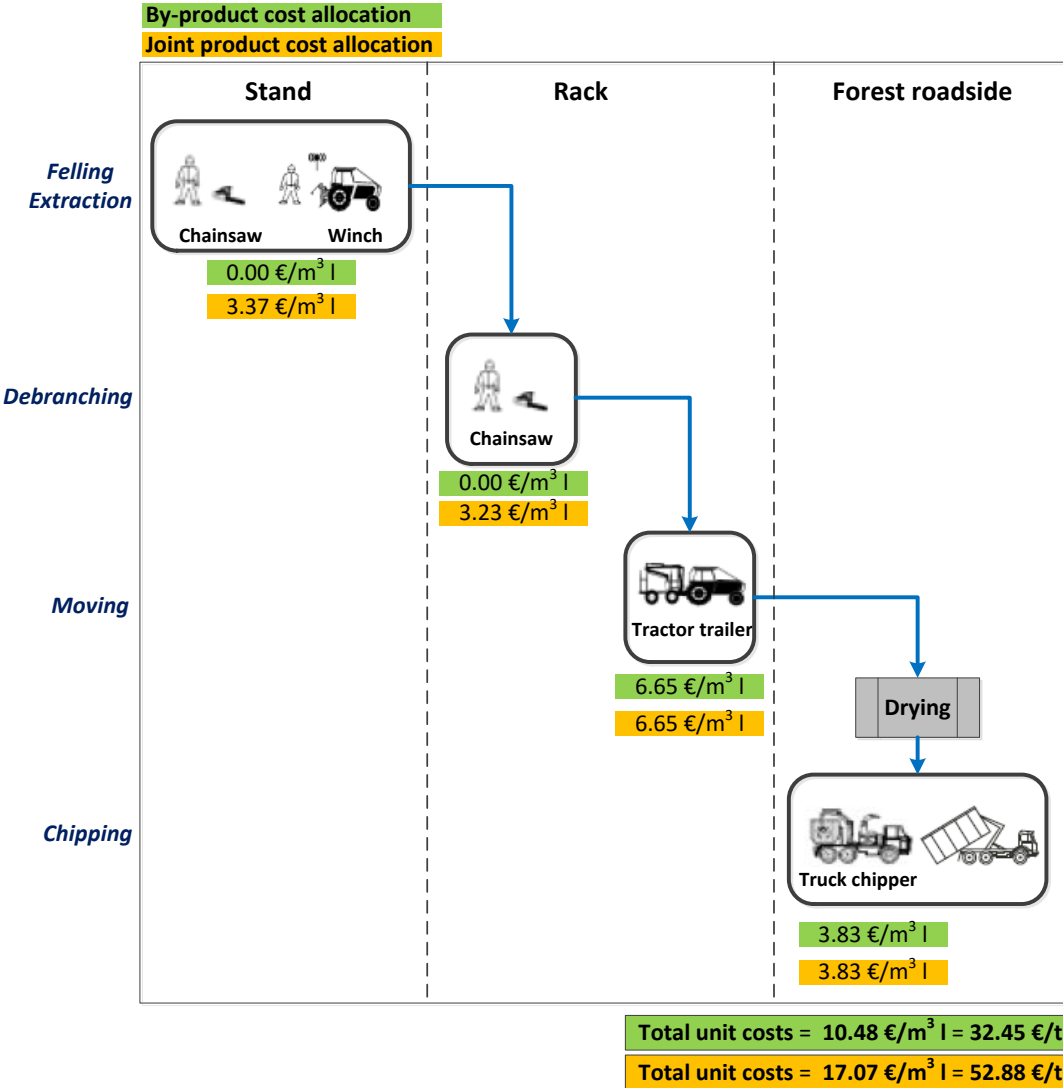 By-product cost allocation
Joint product cost allocation
Stand
Rack
Forest roadside
Felling
Extraction
Chainsaw
Winch
0.00 €/m³ l
3.37 €/m³ l
Debranching
Chainsaw
0.00 €/m³ l
3.23 €/m³ l
Moving
Tractor trailer
6.65 €/m³ l
6.65 €/m³ l
Drying
Chipping
Truck chipper
3.83 €/m³ l
3.83 €/m³ l
Total unit costs = 10.48 €/m³ l = 32.45 €/t
Total unit costs = 17.07 €/m³ l = 52.88 €/t